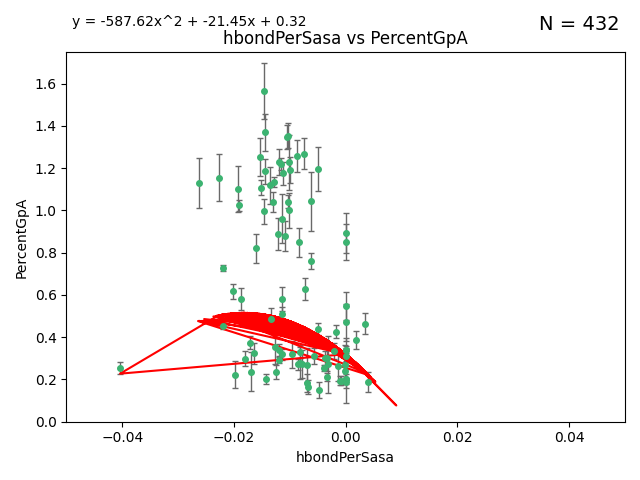 y = -587.62x^2 + -21.45x + 0.32
N = 432
hbondPerSasa vs PercentGpA
PercentGpA
1.6
1.4
1.2
1.0
0.8
0.6
0.4
0.2
0.0
−0.04 −0.02 0.00 0.02 0.04
hbondPerSasa